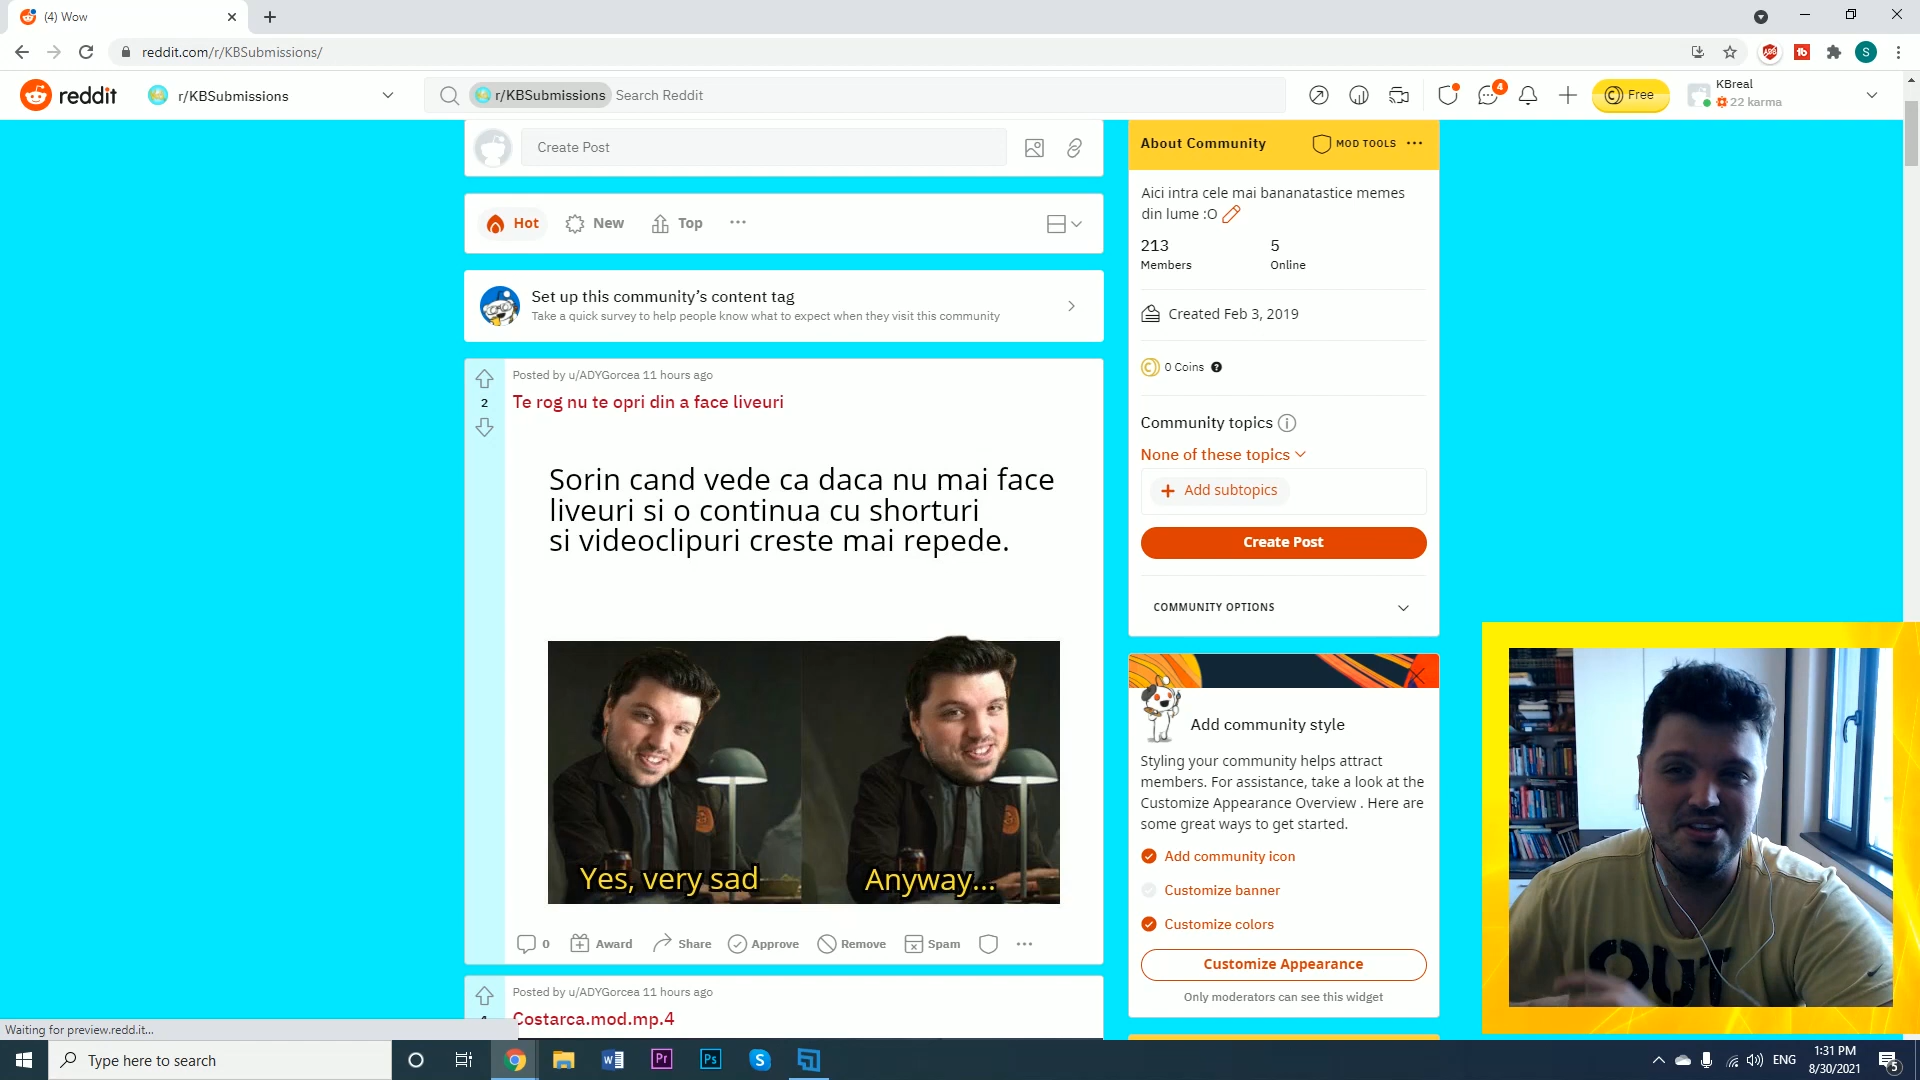 (4) Wow
reddit.com/r/KBSubmissions/
S
reddit
r/KBSubmissions
r/KBSubmissions Search Reddit
4
Free
KBreal
22 karma
Create Post
Hot
New
Top
Set up this community's content tag
Take a quick survey to help people know what to expect when they visit this community
Posted by u/ADYGorcea 11 hours ago
2
Te rog nu te opri din a face liveuri
Sorin cand vede ca daca nu mai face
liveuri si o continua cu shorturi
si videoclipuri creste mai repede.
Yes, very sad
Anyway...
0
Award
Share
Approve
Remove
Spam
Posted by u/ADYGorcea 11 hours ago
Costarca.mod.mp.4
About Community
MOD TOOLS
Aici intra cele mai bananatastice memes
din lume :O
213
Members
5
Online
Created Feb 3, 2019
0 Coins
Community topics
None of these topics
Add subtopics
Create Post
COMMUNITY OPTIONS
Add community style
Styling your community helps attract
members. For assistance, take a look at the
Customize Appearance Overview . Here are
some great ways to get started.
Add community icon
Customize banner
Customize colors
Customize Appearance
Only moderators can see this widget
OUT
Waiting for preview.redd.it...
Type here to search
Pr
Ps
ENG
1:31 PM
8/30/2021
5